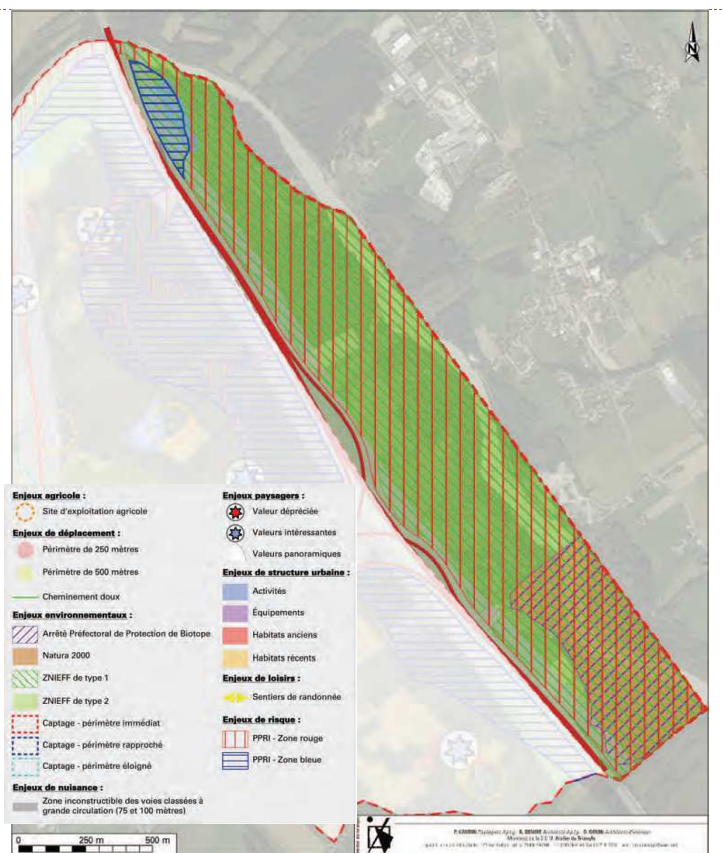 N
Enjeux agricole :
Site d'exploitation agricole
Enjeux de déplacement :
Périmètre de 250 mètres
Périmètre de 500 mètres
Cheminement doux
Enjeux environnementaux :
Arrêté Préfectoral de Protection de Biotope
Natura 2000
ZNIEFF de type 1
ZNIEFF de type 2
Captage - périmètre immédiat
Captage - périmètre rapproché
Captage - périmètre éloigné
Enjeux de nuisance :
Zone inconstructible des voies classées à
grande circulation (75 et 100 mètres)
Enjeux paysagers :
Valeur dépréciée
Valeurs intéressantes
Valeurs panoramiques
Enjeux de structure urbaine :
Activités
Équipements
Habitats anciens
Habitats récents
Enjeux de loisirs :
Sentiers de randonnée
Enjeux de risque :
PPRI - Zone rouge
PPRI - Zone bleue
0 250 m 500 m